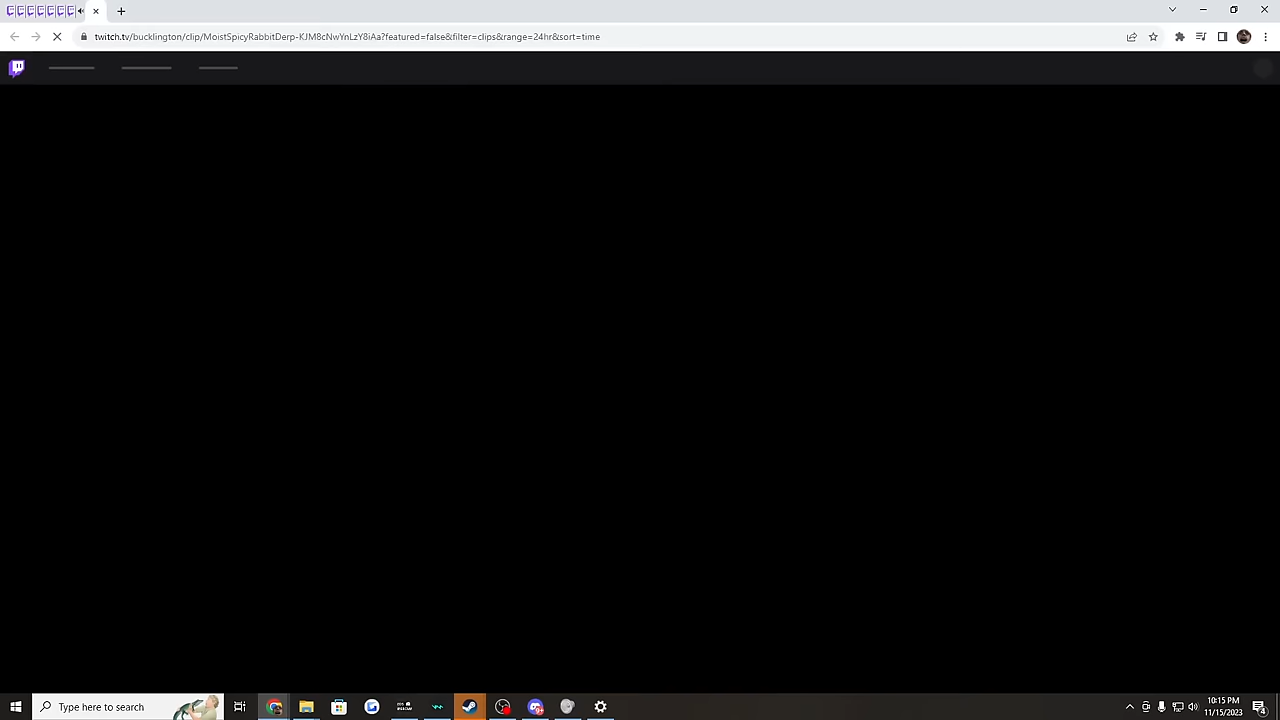 twitch.tv/bucklington/clip/MoistSpicyRabbitDerp-KJM8cNwYnLzY8iAa?featured=false&filter=clips&range=24hr&sort=time
Type here to search
10:15 PM
11/15/2023